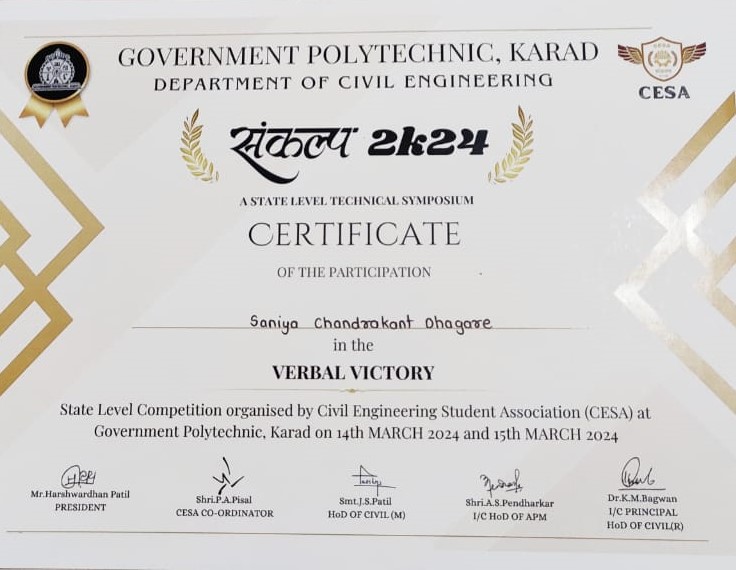 GOVERNMENT POLYTECHNIC, KARAD
DEPARTMENT OF CIVIL ENGINEERING
CESA
संकल्प 2k24
A STATE LEVEL TECHNICAL SYMPOSIUM
CERTIFICATE
OF THE PARTICIPATION
Saniya Chandrakant Dhagare
in the
VERBAL VICTORY
State Level Competition organised by Civil Engineering Student Association (CESA) at
Government Polytechnic, Karad on 14th MARCH 2024 and 15th MARCH 2024
Mr.Harshwardhan Patil
PRESIDENT
Shri.P.A.Pisal
CESA CO-ORDINATOR
Smt.J.S.Patil
HoD OF CIVIL (M)
Shri.A.S.Pendharkar
I/C HoD OF APM
Dr.K.M.Bagwan
I/C PRINCIPAL
HoD OF CIVIL(R)